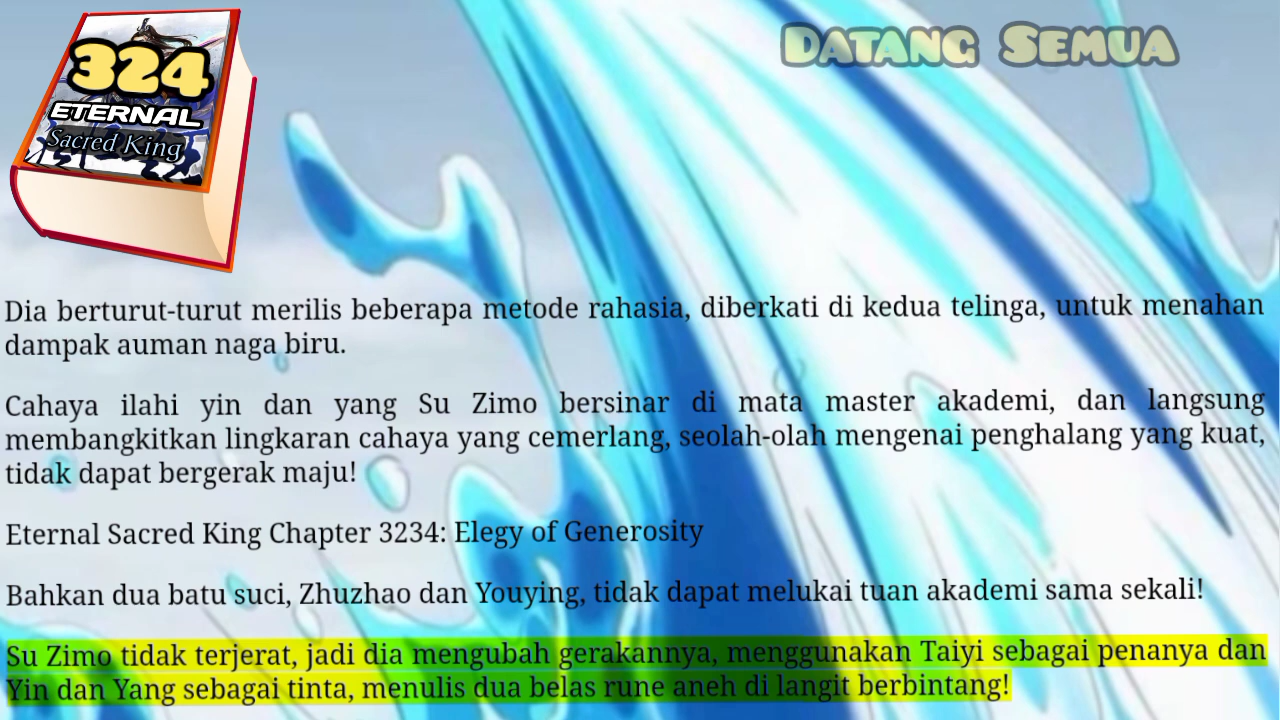 324
ETERNAL
Sacred King
DATANG SEMUA
Dia berturut-turut merilis beberapa metode rahasia, diberkati di kedua telinga, untuk menahan
dampak auman naga biru.
Cahaya ilahi yin dan yang Su Zimo bersinar di mata master akademi, dan langsung
membangkitkan lingkaran cahaya yang cemerlang, seolah-olah mengenai penghalang yang kuat,
tidak dapat bergerak maju!
Eternal Sacred King Chapter 3234: Elegy of Generosity
Bahkan dua batu suci, Zhuzhao dan Youying, tidak dapat melukai tuan akademi sama sekali!
Su Zimo tidak terjerat, jadi dia mengubah gerakannya, menggunakan Taiyi sebagai penanya dan
Yin dan Yang sebagai tinta, menulis dua belas rune aneh di langit berbintang!